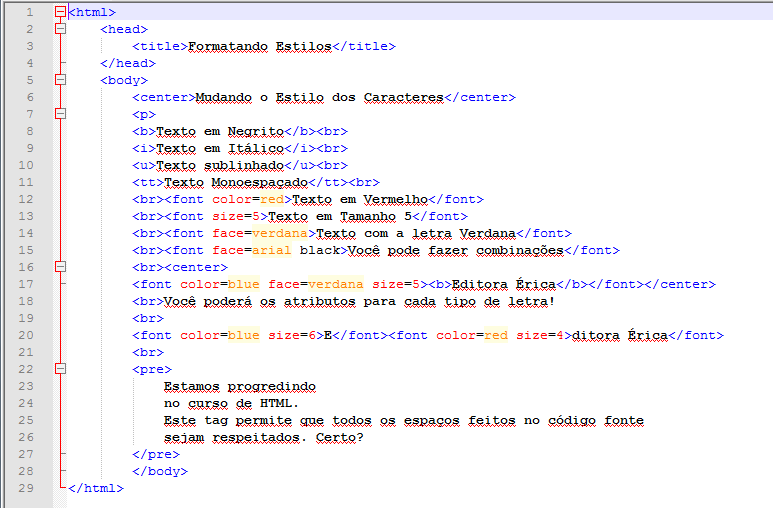 1 <html>
2 <head>
3 <title>Formatando Estilos</title>
4 </head>
5 <body>
6 <center>Mudando o Estilo dos Caracteres</center>
7 <p>
8 <b>Texto em Negrito</b><br>
9 <i>Texto em Itálico</i><br>
10 <u>Texto sublinhado</u><br>
11 <tt>Texto Monoespaçado</tt><br>
12 <br><font color=red>Texto em Vermelho</font>
13 <br><font size=5>Texto em Tamanho 5</font>
14 <br><font face=verdana>Texto com a letra Verdana</font>
15 <br><font face=arial black>Você pode fazer combinações</font>
16 <br><center>
17 <font color=blue face=verdana size=5><b>Editora Érica</b></font></center>
18 <br>Você poderá os atributos para cada tipo de letra!
19 <br>
20 <font color=blue size=6>E</font><font color=red size=4>ditora Érica</font>
21 <br>
22 <pre>
23 Estamos progredindo
24 no curso de HTML.
25 Este tag permite que todos os espaços feitos no código fonte
26 sejam respeitados. Certo?
27 </pre>
28 </body>
29 </html>